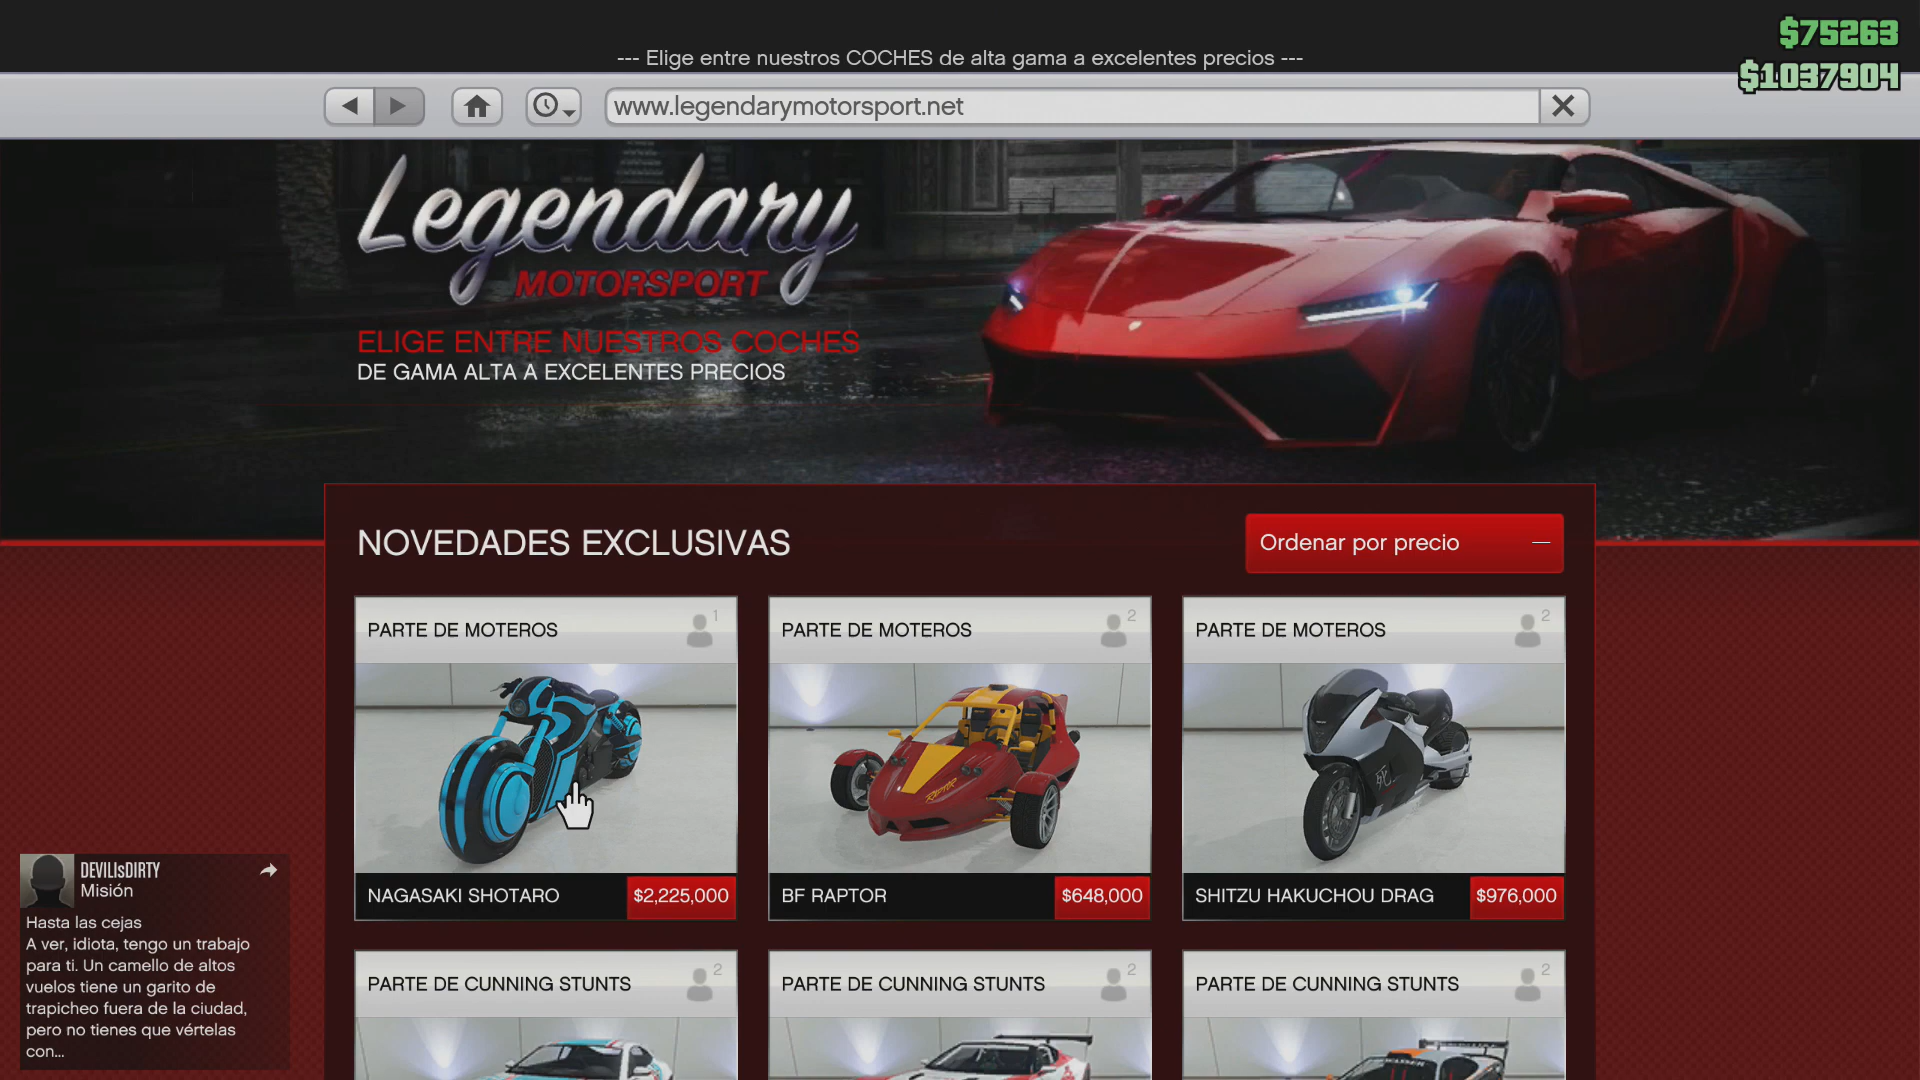 $75263
--- Elige entre nuestros COCHES de alta gama a excelentes precios ---
$1037904
www.legendarymotorsport.net
Legendary
MOTORSPORT
ELIGE ENTRE NUESTROS COCHES
DE GAMA ALTA A EXCELENTES PRECIOS
NOVEDADES EXCLUSIVAS
Ordenar por precio
PARTE DE MOTEROS
1
PARTE DE MOTEROS
2
PARTE DE MOTEROS
2
RAPTOR
NAGASAKI SHOTARO
$2,225,000
BF RAPTOR
$648,000
SHITZU HAKUCHOU DRAG
$976,000
PARTE DE CUNNING STUNTS
2
PARTE DE CUNNING STUNTS
2
PARTE DE CUNNING STUNTS
2
DEVILIsDIRTY
Misión
Hasta las cejas
A ver, idiota, tengo un trabajo
para ti. Un camello de altos
vuelos tiene un garito de
trapicheo fuera de la ciudad,
pero no tienes que vértelas
con...